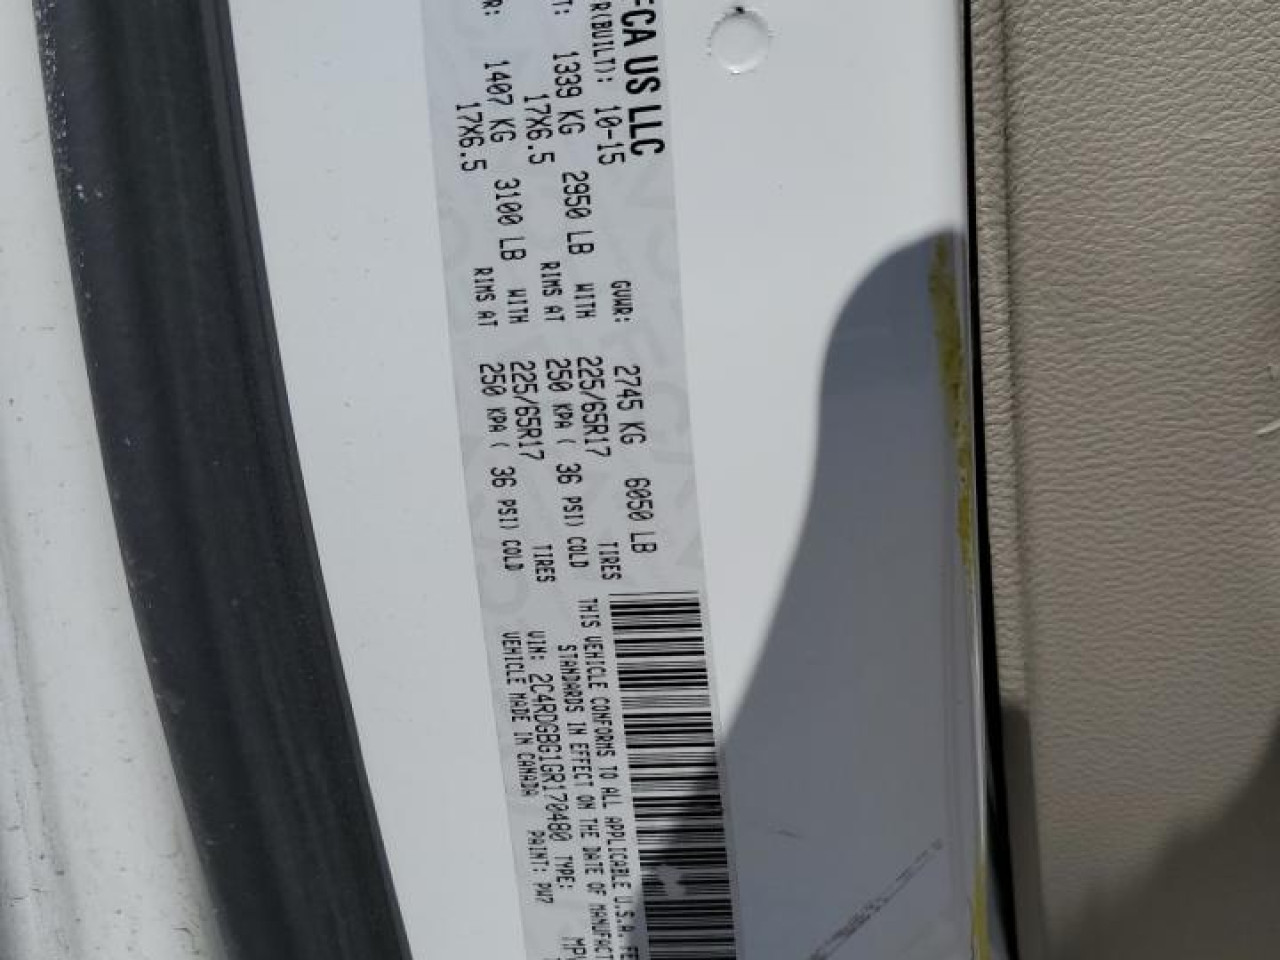 FCA US LLC
R(BUILT): 10-15 GVWR: 2745 KG 6050 LB
T: 1339 KG 2950 LB WITH 225/65R17 TIRES
17X6.5 RIMS AT 250 KPA ( 36 PSI) COLD
R: 1407 KG 3100 LB WITH 225/65R17 TIRES
17X6.5 RIMS AT 250 KPA ( 36 PSI) COLD
THIS VEHICLE CONFORMS TO ALL APPLICABLE U.S.A. FE
STANDARDS IN EFFECT ON THE DATE OF MANUFACT
VIN: 2C4RDGBG1GR170480 TYPE: MP
VEHICLE MADE IN CANADA PAINT: PW7